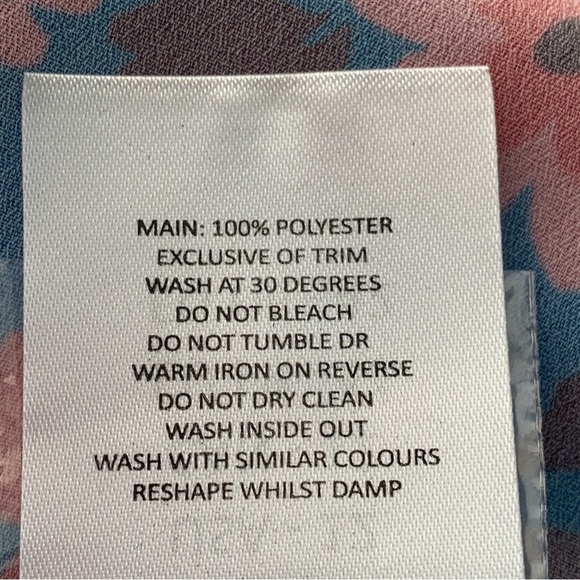 MAIN: 100% POLYESTER
EXCLUSIVE OF TRIM
WASH AT 30 DEGREES
DO NOT BLEACH
DO NOT TUMBLE DR
WARM IRON ON REVERSE
DO NOT DRY CLEAN
WASH INSIDE OUT
WASH WITH SIMILAR COLOURS
RESHAPE WHILST DAMP